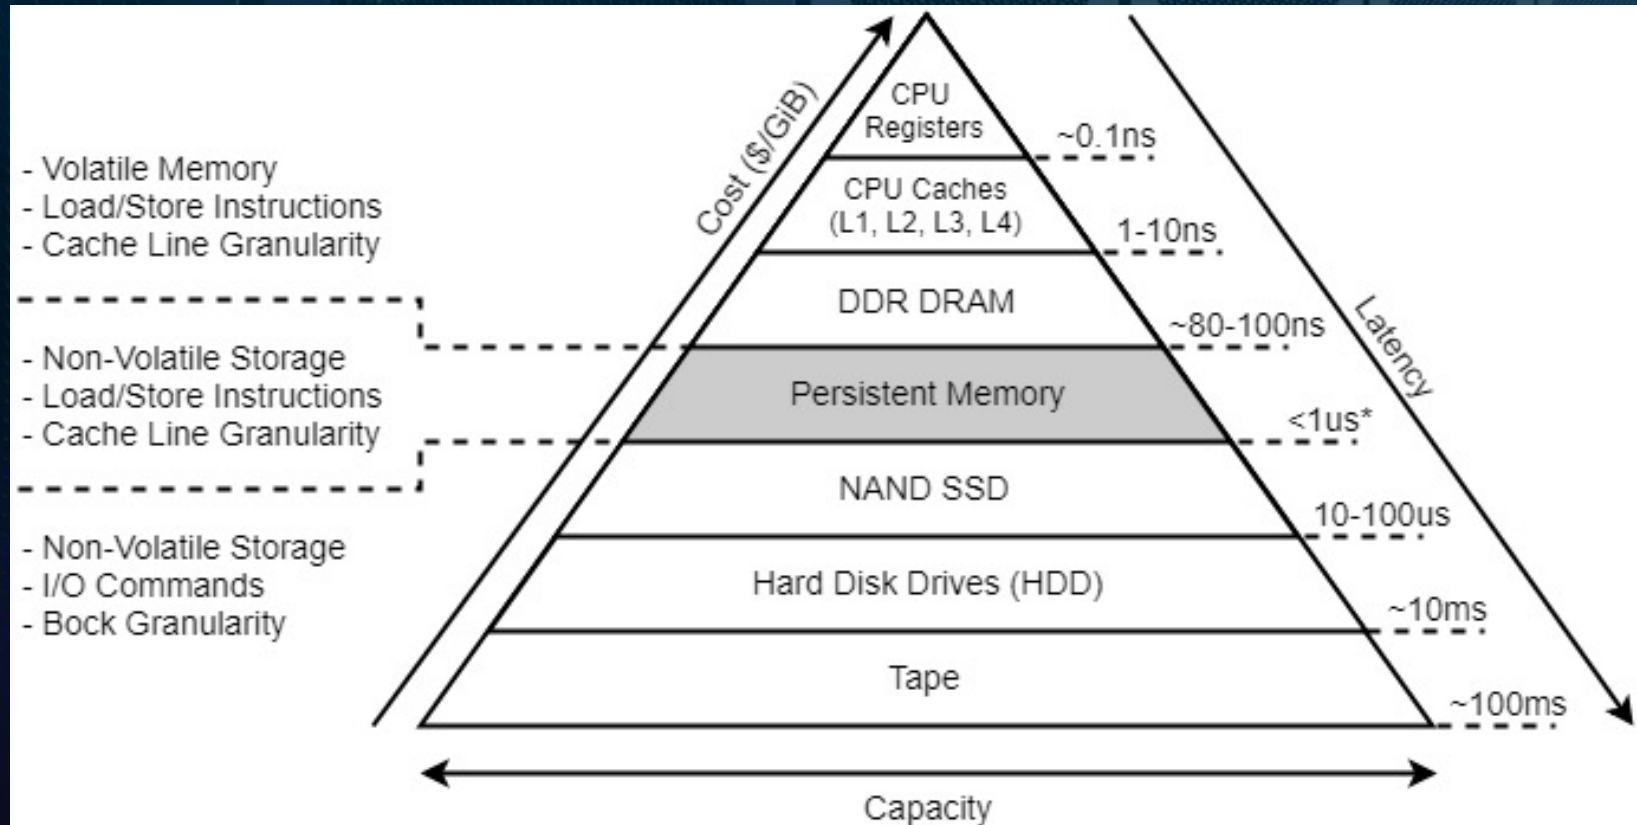 CPU
Registers
~0.1ns
Cost ($/GiB)
- Volatile Memory
- Load/Store Instructions
- Cache Line Granularity
CPU Caches
(L1, L2, L3, L4)
1-10ns
DDR DRAM
~80-100ns
Latency
- Non-Volatile Storage
- Load/Store Instructions
- Cache Line Granularity
Persistent Memory
<1us*
NAND SSD
10-100us
- Non-Volatile Storage
- I/O Commands
- Bock Granularity
Hard Disk Drives (HDD)
~10ms
Tape
~100ms
Capacity